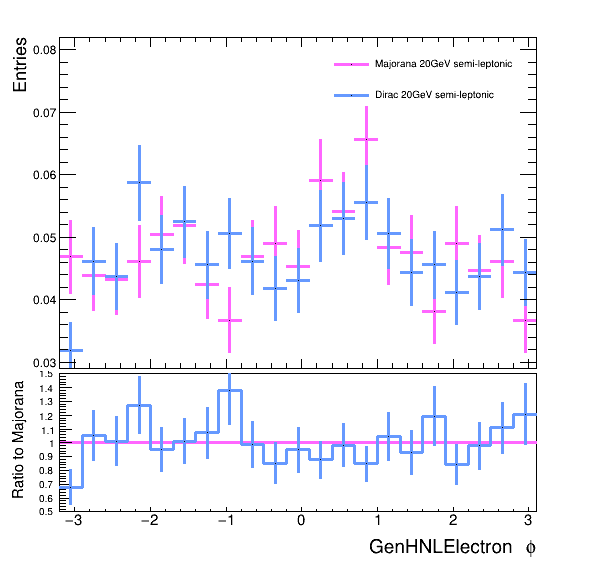 Entries
0.08
0.07
0.06
0.05
0.04
0.03
Majorana 20GeV semi-leptonic
Dirac 20GeV semi-leptonic
Ratio to Majorana
1.5
1.4
1.3
1.2
1.1
1
0.9
0.8
0.7
0.6
0.5
−3 −2 −1 0 1 2 3
GenHNLElectron ϕ